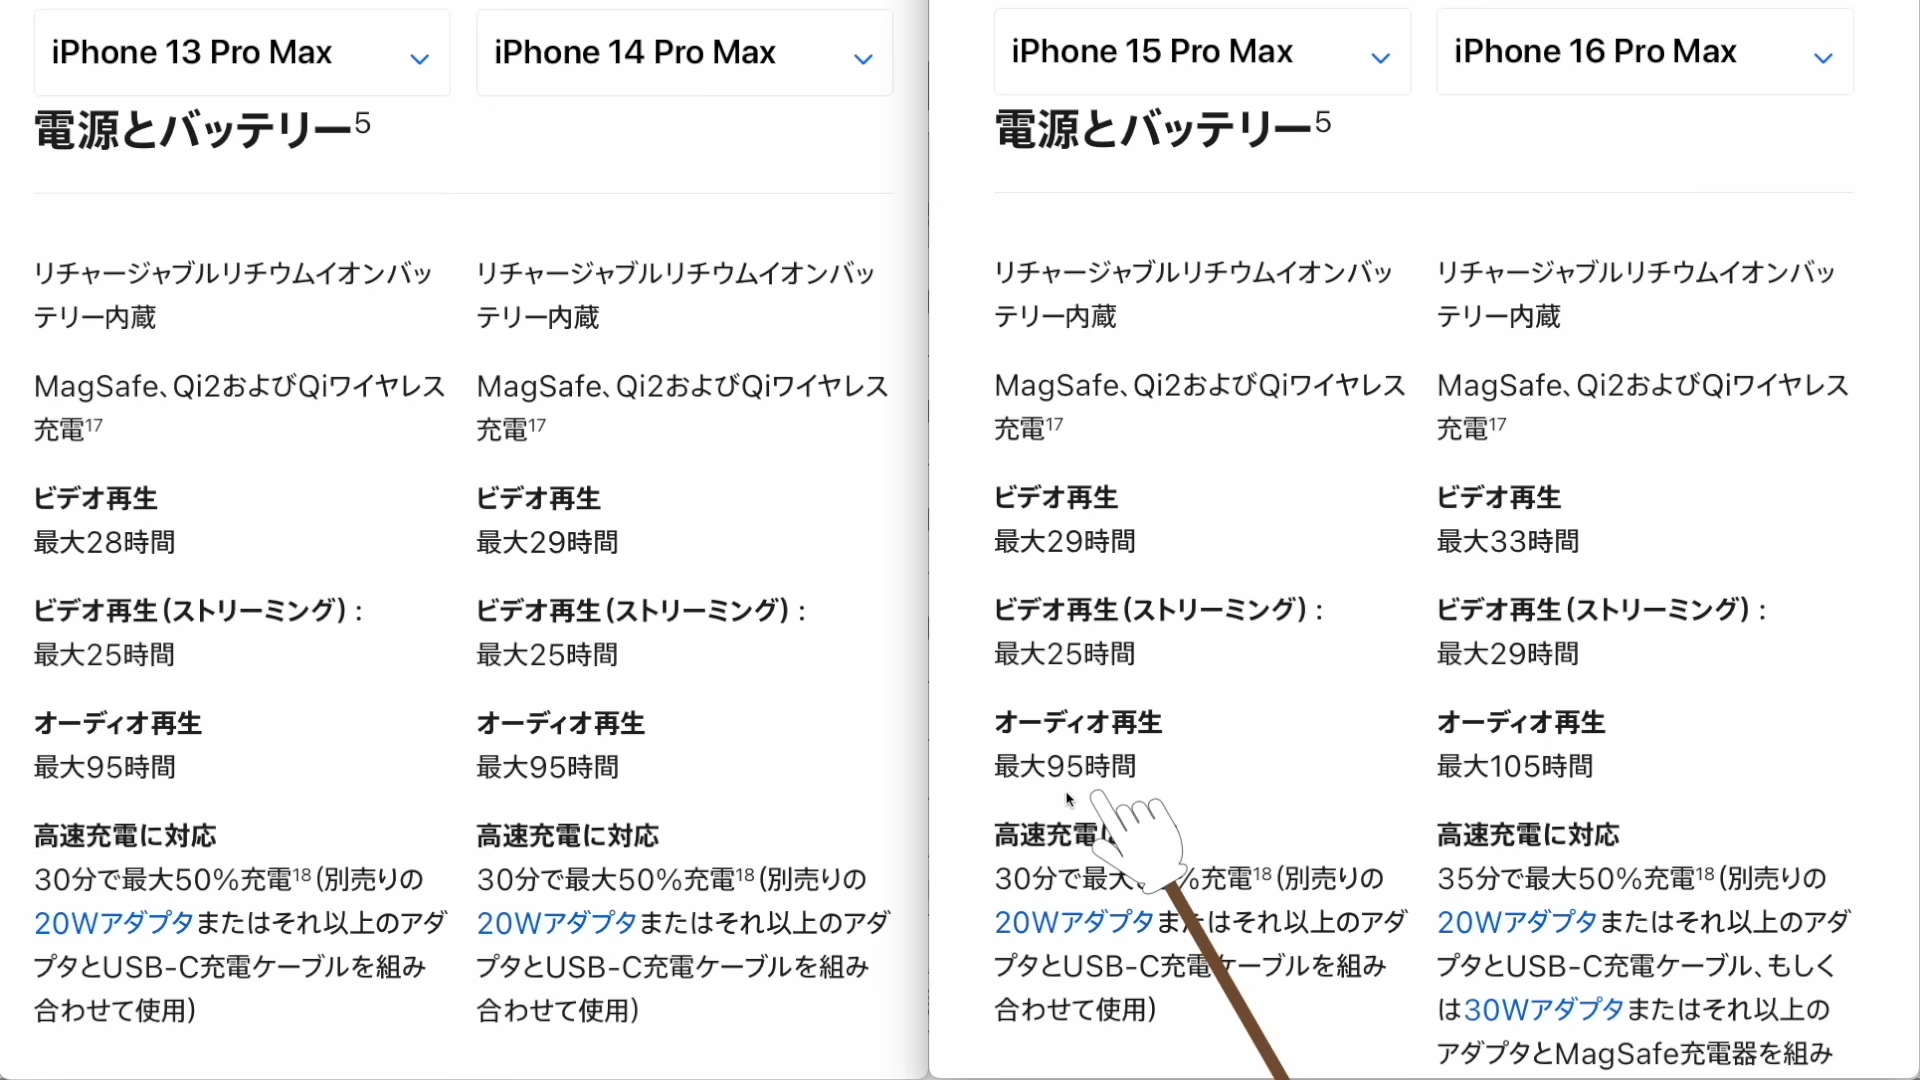 iPhone 13 Pro Max
iPhone 14 Pro Max
電源とバッテリー5
リチャージャブルリチウムイオンバッ
テリー内蔵
MagSafe、Qi2およびQiワイヤレス
充電17
ビデオ再生
最大28時間
ビデオ再生(ストリーミング)：
最大25時間
オーディオ再生
最大95時間
高速充電に対応
30分で最大50%充電18(別売りの
20Wアダプタまたはそれ以上のアダ
プタとUSB-C充電ケーブルを組み
合わせて使用)
リチャージャブルリチウムイオンバッ
テリー内蔵
MagSafe、Qi2およびQiワイヤレス
充電17
ビデオ再生
最大29時間
ビデオ再生(ストリーミング)：
最大25時間
オーディオ再生
最大95時間
高速充電に対応
30分で最大50%充電18(別売りの
20Wアダプタまたはそれ以上のアダ
プタとUSB-C充電ケーブルを組み
合わせて使用)
iPhone 15 Pro Max
iPhone 16 Pro Max
電源とバッテリー5
リチャージャブルリチウムイオンバッ
テリー内蔵
MagSafe、Qi2およびQiワイヤレス
充電17
ビデオ再生
最大29時間
ビデオ再生(ストリーミング)：
最大25時間
オーディオ再生
最大95時間
高速充電
30分で最大%充電18(別売りの
20Wアダプタまたはそれ以上のアダ
プタとUSB-C充電ケーブルを組み
合わせて使用)
リチャージャブルリチウムイオンバッ
テリー内蔵
MagSafe、Qi2およびQiワイヤレス
充電17
ビデオ再生
最大33時間
ビデオ再生(ストリーミング)：
最大29時間
オーディオ再生
最大105時間
高速充電に対応
35分で最大50%充電18(別売りの
20Wアダプタまたはそれ以上のアダ
プタとUSB-C充電ケーブル、もしく
は30Wアダプタまたはそれ以上の
アダプタとMagSafe充電器を組み